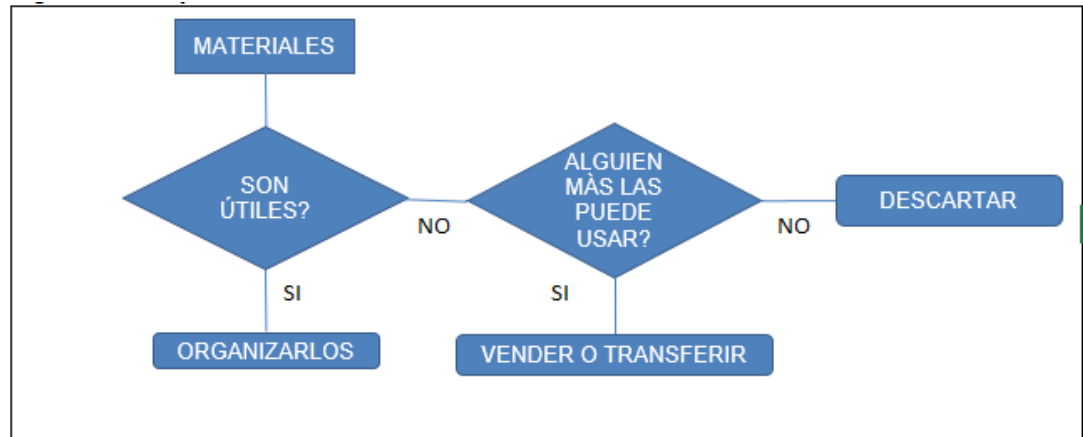 MATERIALES
SON
ÚTILES?
NO
SI
ORGANIZARLOS
ALGUIEN
MÀS LAS
PUEDE
USAR?
NO
SI
DESCARTAR
VENDER O TRANSFERIR